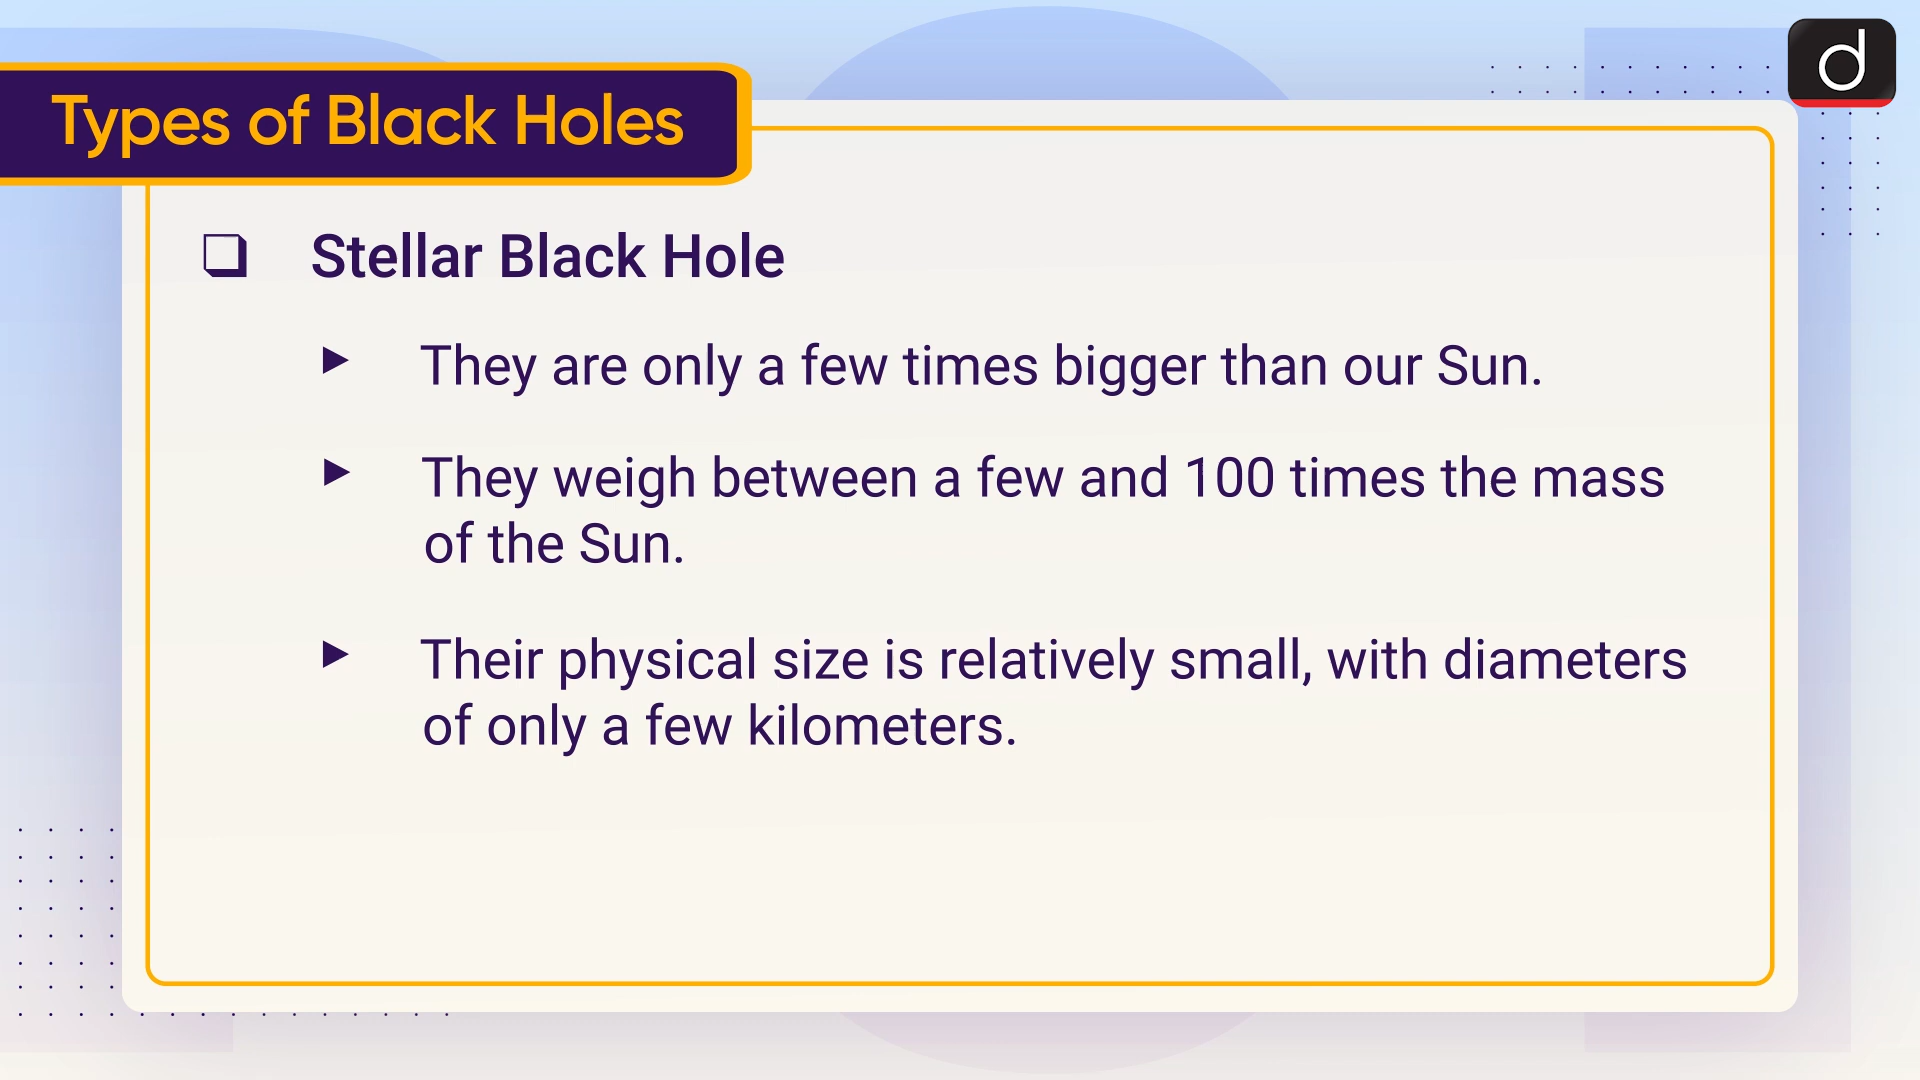 Types of Black Holes
Stellar Black Hole
They are only a few times bigger than our Sun.
They weigh between a few and 100 times the mass
of the Sun.
Their physical size is relatively small, with diameters
of only a few kilometers.
d